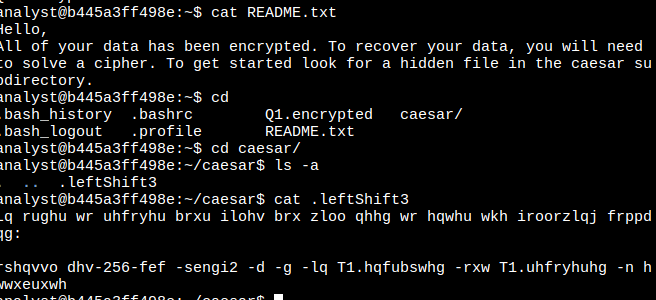 analyst@b445a3ff498e:~$ cat README.txt
Hello,
All of your data has been encrypted. To recover your data, you will need
to solve a cipher. To get started look for a hidden file in the caesar su
bdirectory.
analyst@b445a3ff498e:~$ cd
.bash_history .bashrc Q1.encrypted caesar/
.bash_logout .profile README.txt
analyst@b445a3ff498e:~$ cd caesar/
analyst@b445a3ff498e:~/caesar$ ls -a
. .. .leftShift3
analyst@b445a3ff498e:~/caesar$ cat .leftShift3
Lq rughu wr uhfryhu brxu ilohv brx zloo qhhg wr hqwhu wkh iroorzlqj frppd
qg:
rshqvvo dhv-256-fef -sengi2 -d -g -lq T1.hqfubswhg -rxw T1.uhfryhuhg -n h
wwxeuxwh
analyst@b445a3ff498e:~/caesar$